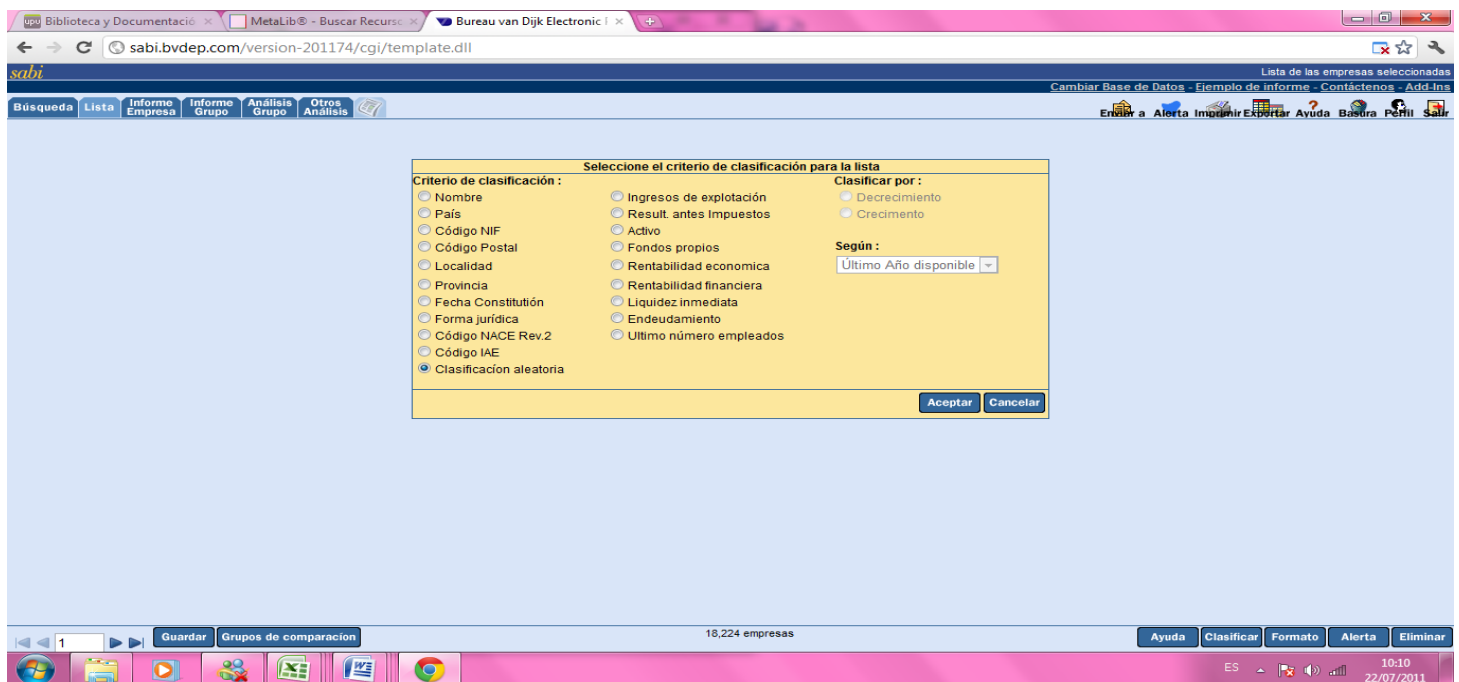 upv Biblioteca y Documentació
MetaLib® - Buscar Recurso
Bureau van Dijk Electronic P
sabi.bvdep.com/version-201174/cgi/template.dll
sabi
Lista de las empresas seleccionadas
Cambiar Base de Datos - Ejemplo de informe - Contáctenos - Add-Ins
Búsqueda Lista Informe Empresa Informe Grupo Análisis Grupo Otros Análisis
Enviar a Alerta Imprimir Exportar Ayuda Basura Perfil Salir
Seleccione el criterio de clasificación para la lista
Criterio de clasificación :
Nombre
País
Código NIF
Código Postal
Localidad
Provincia
Fecha Constitutión
Forma jurídica
Código NACE Rev.2
Código IAE
Clasificacíon aleatoria
Ingresos de explotación
Result. antes Impuestos
Activo
Fondos propios
Rentabilidad economica
Rentabilidad financiera
Liquidez inmediata
Endeudamiento
Ultimo número empleados
Clasificar por :
Decrecimiento
Crecimento
Según :
Último Año disponible
Aceptar Cancelar
1 Guardar Grupos de comparacíon 18,224 empresas Ayuda Clasificar Formato Alerta Eliminar
ES 10:10
22/07/2011